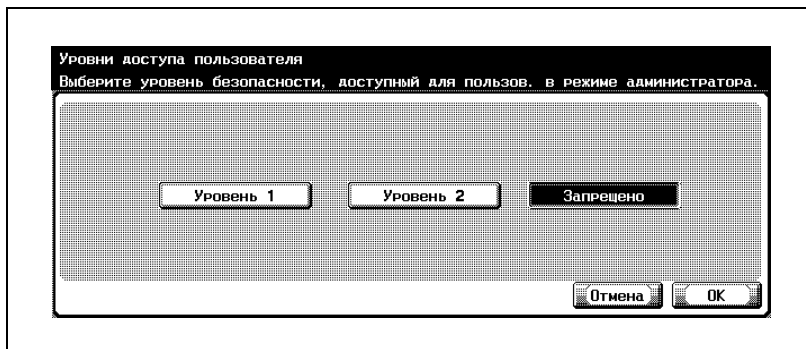 Уровни доступа пользователя
Выберите уровень безопасности, доступный для пользов. в режиме администратора.
Уровень 1 Уровень 2 Запрещено
Отмена OK